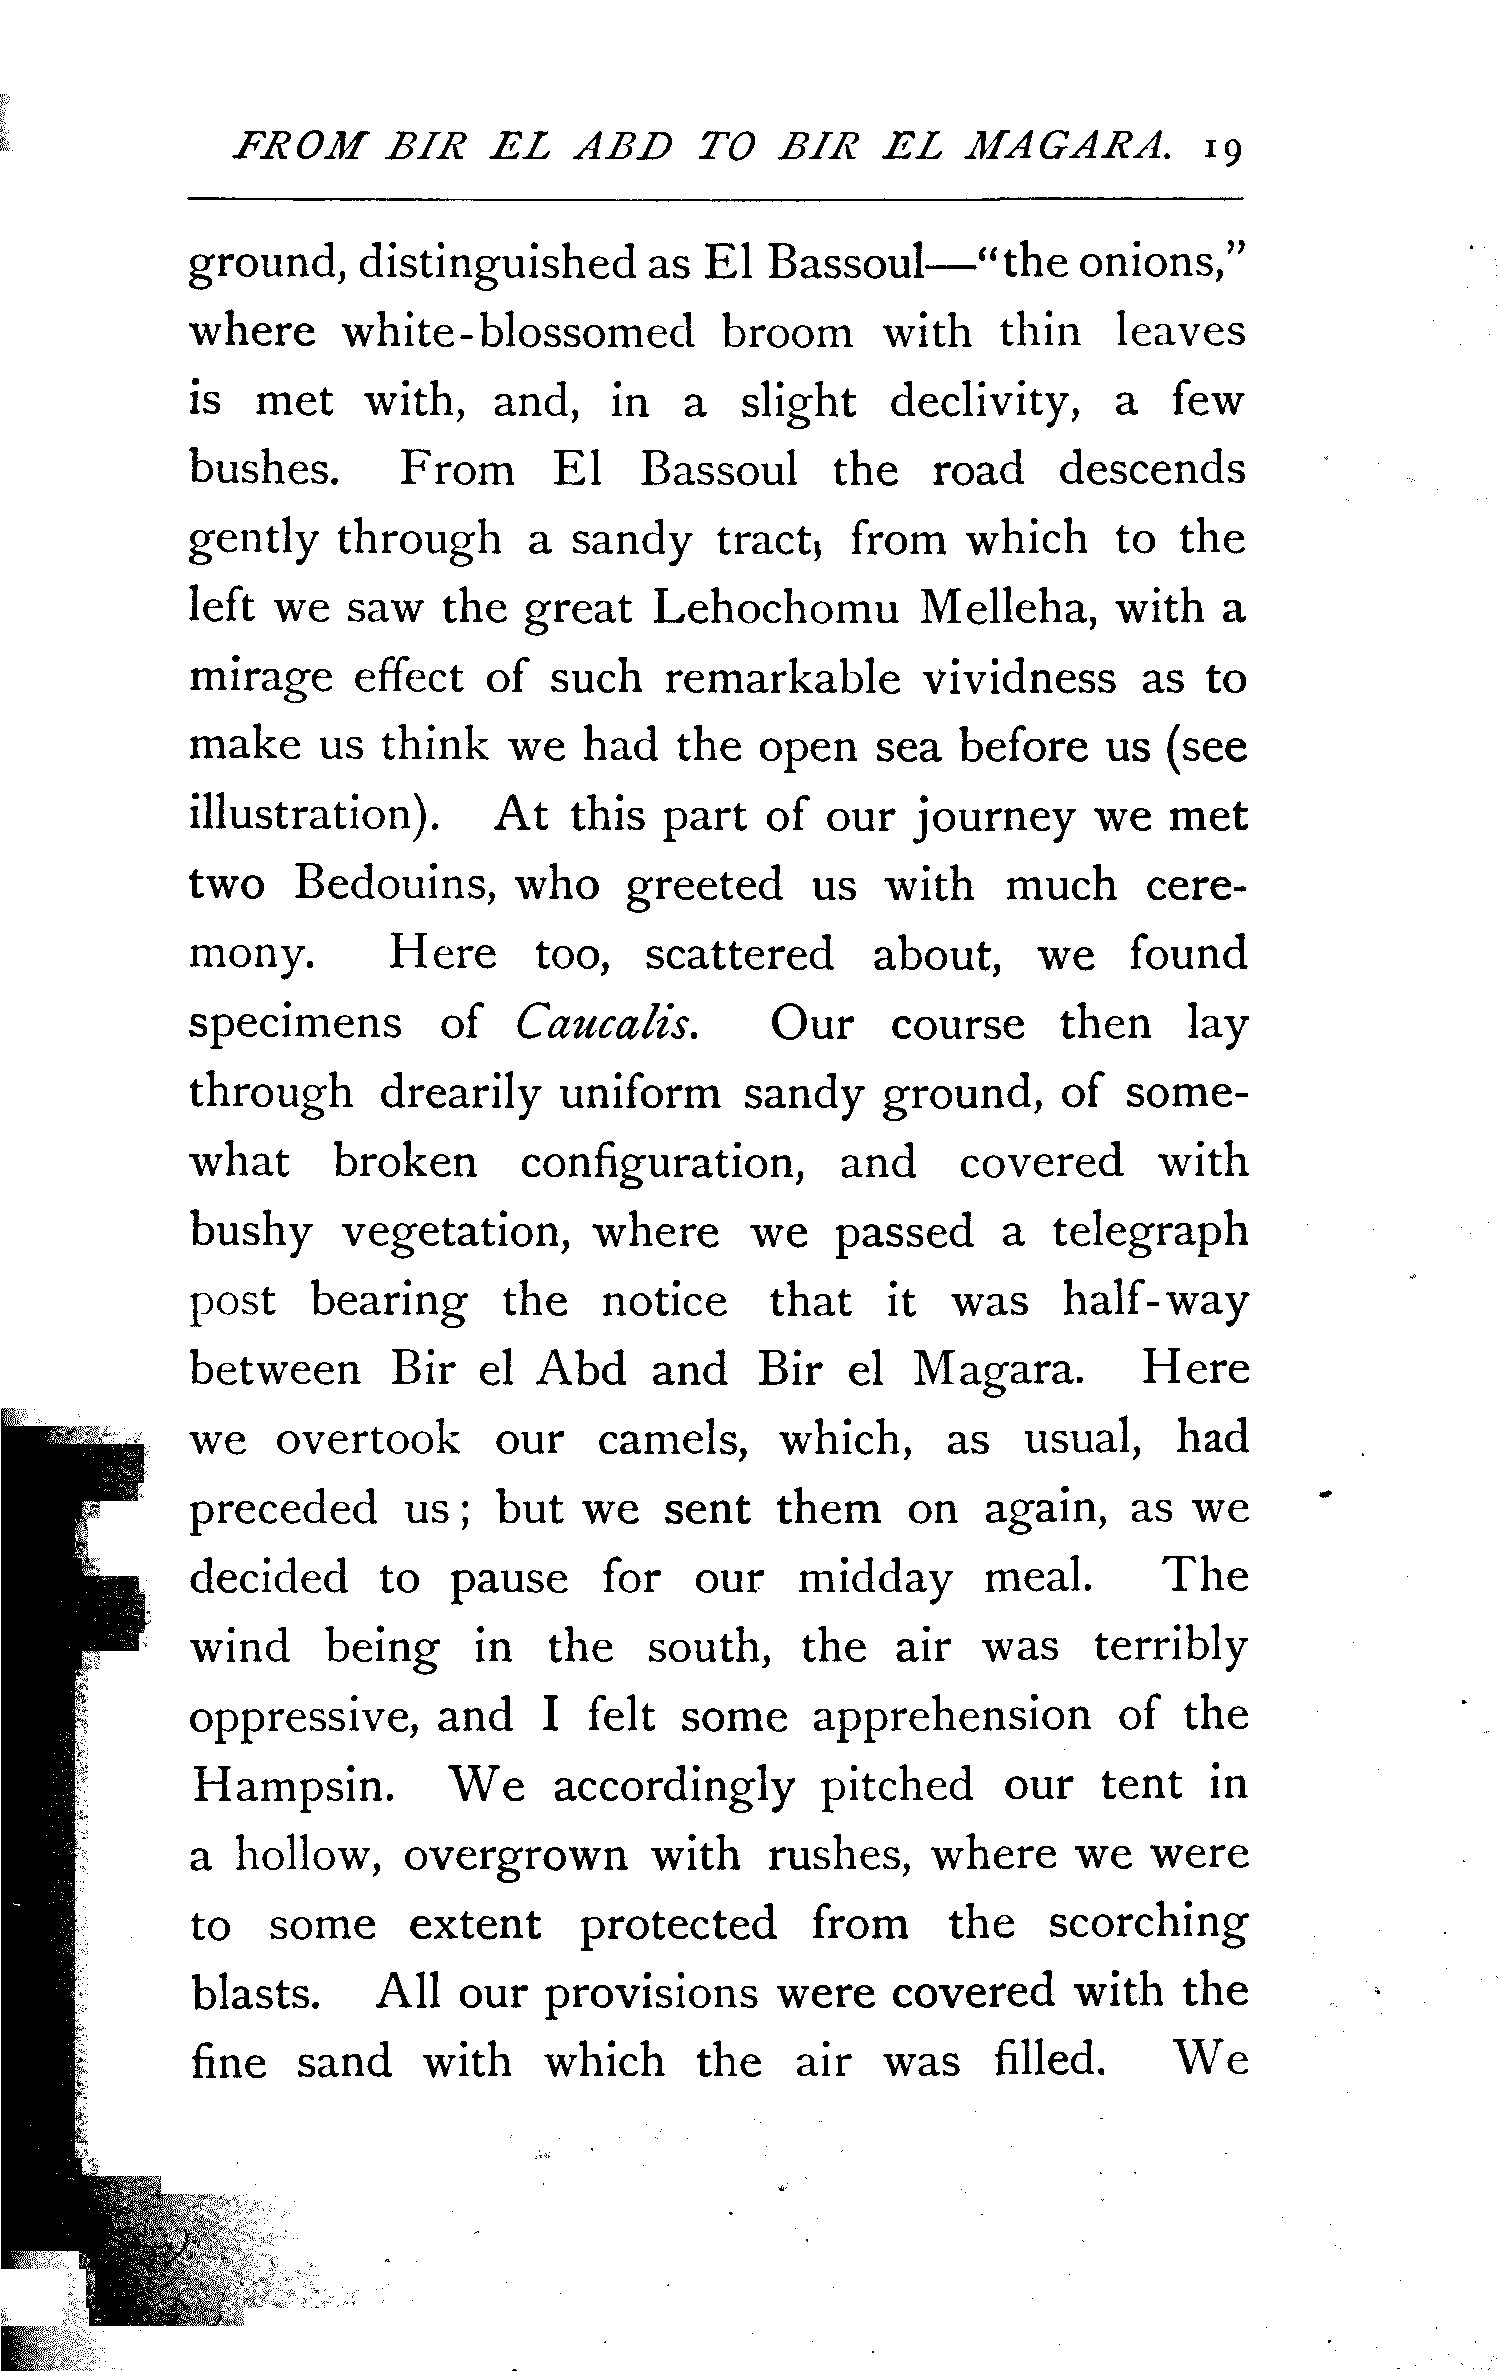 FROM BIR EL ABD TO BIR EL MAGARA. 19
ground, distinguished as El Bassoul—"the onions,"
where white-blossomed broom with thin leaves
is met with, and, in a slight declivity, a few
bushes. From El Bassoul the road descends
gently through a sandy tract, from which to the
left we saw the great Lehochomu Melleha, with a
mirage effect of such remarkable vividness as to
make us think we had the open sea before us (see
illustration). At this part of our journey we met
two Bedouins, who greeted us with much cere-
mony. Here too, scattered about, we found
specimens of Caucalis. Our course then lay
through drearily uniform sandy ground, of some-
what broken configuration, and covered with
bushy vegetation, where we passed a telegraph
post bearing the notice that it was half-way
between Bir el Abd and Bir el Magara. Here
we overtook our camels, which, as usual, had
preceded us; but we sent them on again, as we
decided to pause for our midday meal. The
wind being in the south, the air was terribly
oppressive, and I felt some apprehension of the
Hampsin. We accordingly pitched our tent in
a hollow, overgrown with rushes, where we were
to some extent protected from the scorching
blasts. All our provisions were covered with the
fine sand with which the air was filled. We